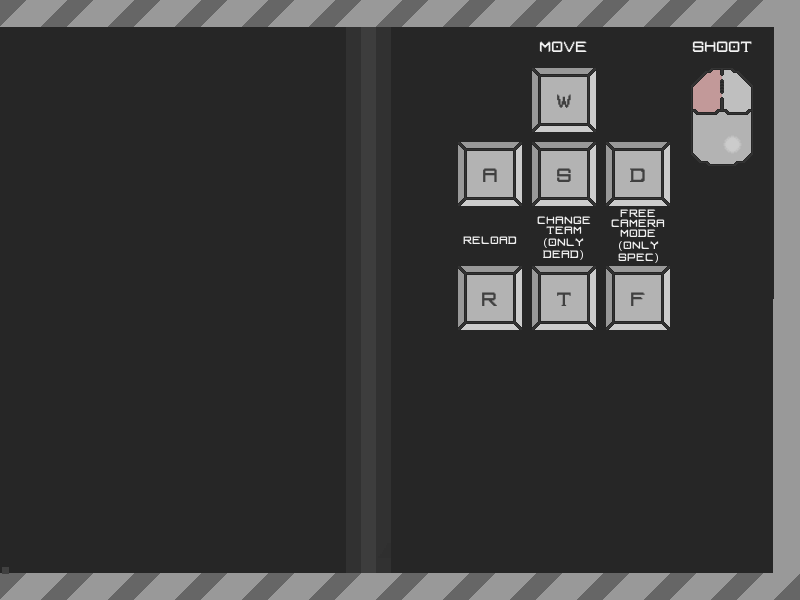 MOVE
SHOOT
W
A
S
D
RELOAD
CHANGE
TEAM
(ONLY
DEAD)
FREE
CAMERA
MODE
(ONLY
SPEC)
R
T
F